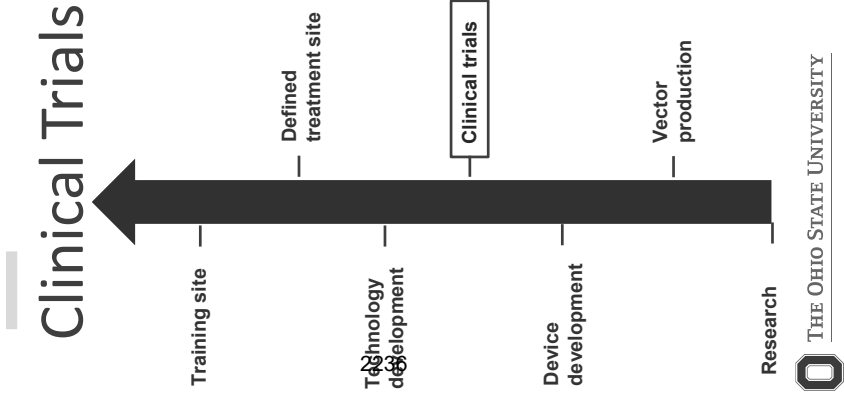 Clinical Trials
Training site
Defined
treatment site
Technology
development
2236
Clinical trials
Device
development
Vector
production
Research
THE OHIO STATE UNIVERSITY